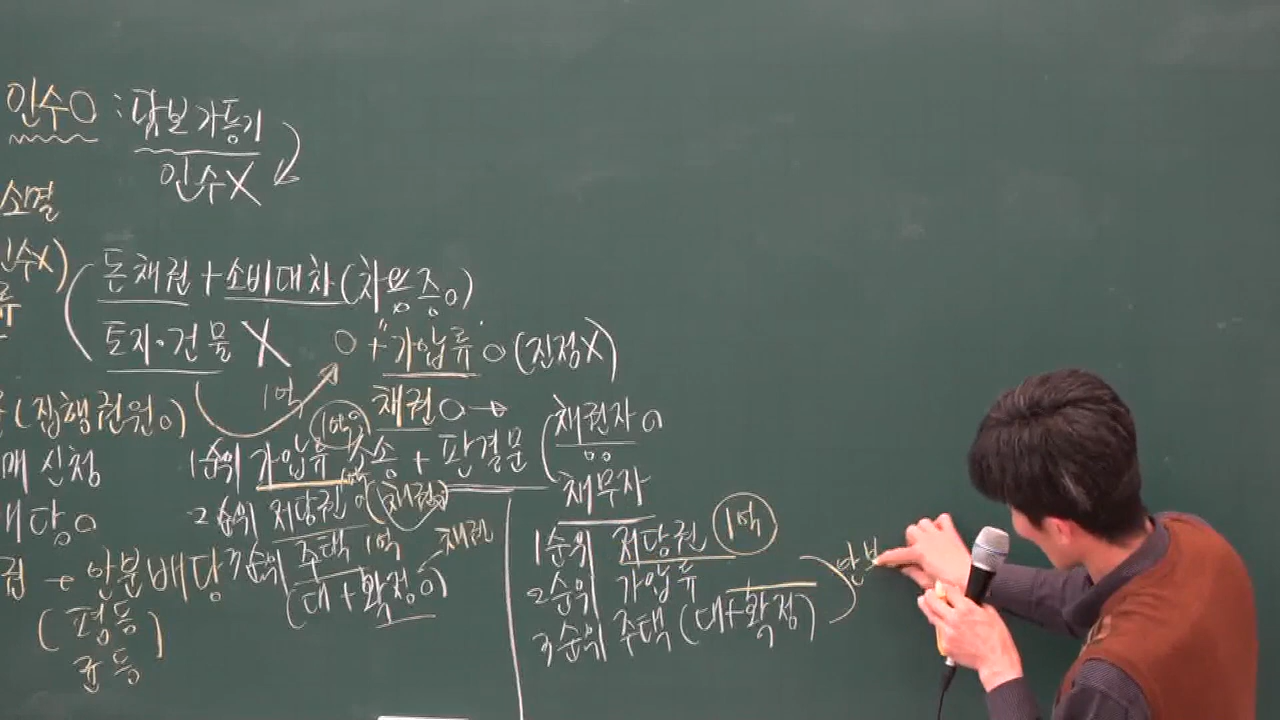 인수O : 담보가등기
인수X
소멸
인수X)
(돈채권 + 소비대차(차용증O)
토지·건물 X O + "가압류" O (진정X)
1억
(집행권원O) 채권O → (채권자O
매 신청 1순위 가압류 1억 소송 + 판결문
채무자
배당O 2순위 저당권
3순위 주택 1억 채권
(대+확정O)
→ 안분배당
(평등)
균등
1순위 저당권 1억
2순위 가압류
3순위 주택 (대+확정)
안분